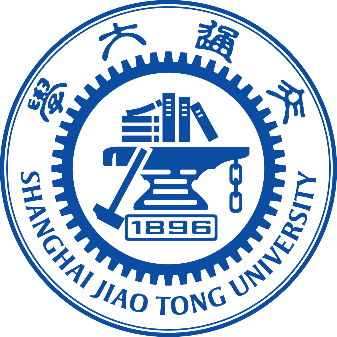 交通大學
1896
SHANGHAI JIAO TONG UNIVERSITY